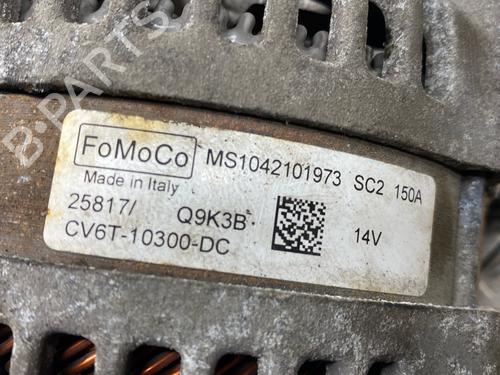 B-PARTS
FoMoCo MS1042101973 SC2 150A
Made in Italy
25817/ Q9K3B 14V
CV6T-10300-DC